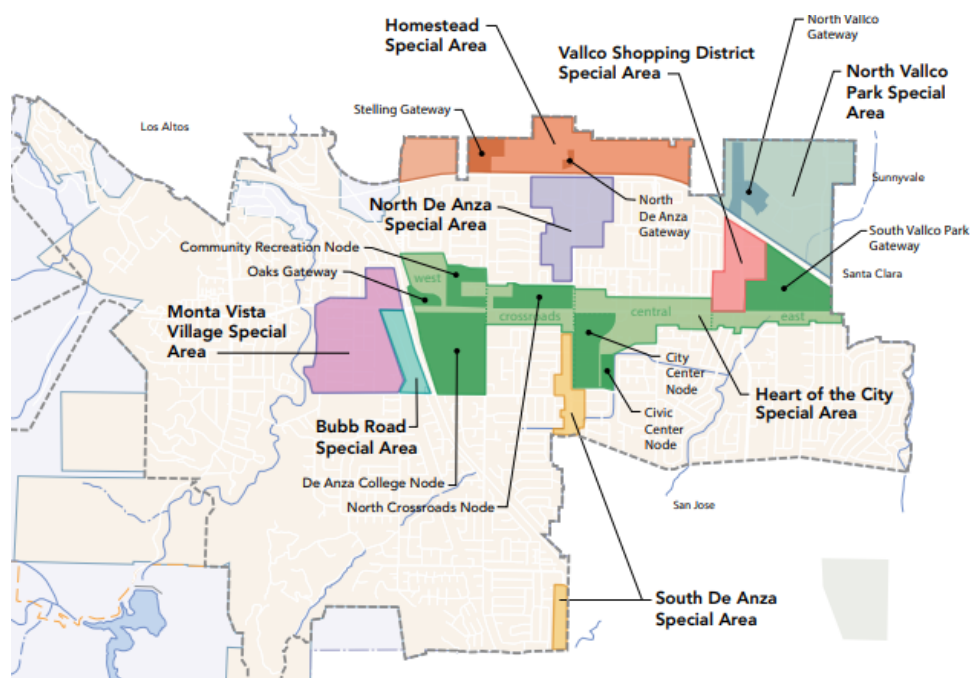 Homestead
Special Area
North Vallco
Gateway
Vallco Shopping District
Special Area
North Vallco
Park Special
Area
Stelling Gateway
Los Altos
Sunnyvale
North De Anza
Special Area
North
De Anza
Gateway
South Vallco Park
Gateway
Community Recreation Node
Oaks Gateway
Santa Clara
west
crossroads
central
east
Monta Vista
Village Special
Area
City
Center
Node
Heart of the City
Special Area
Bubb Road
Special Area
Civic
Center
Node
De Anza College Node
North Crossroads Node
San Jose
South De Anza
Special Area